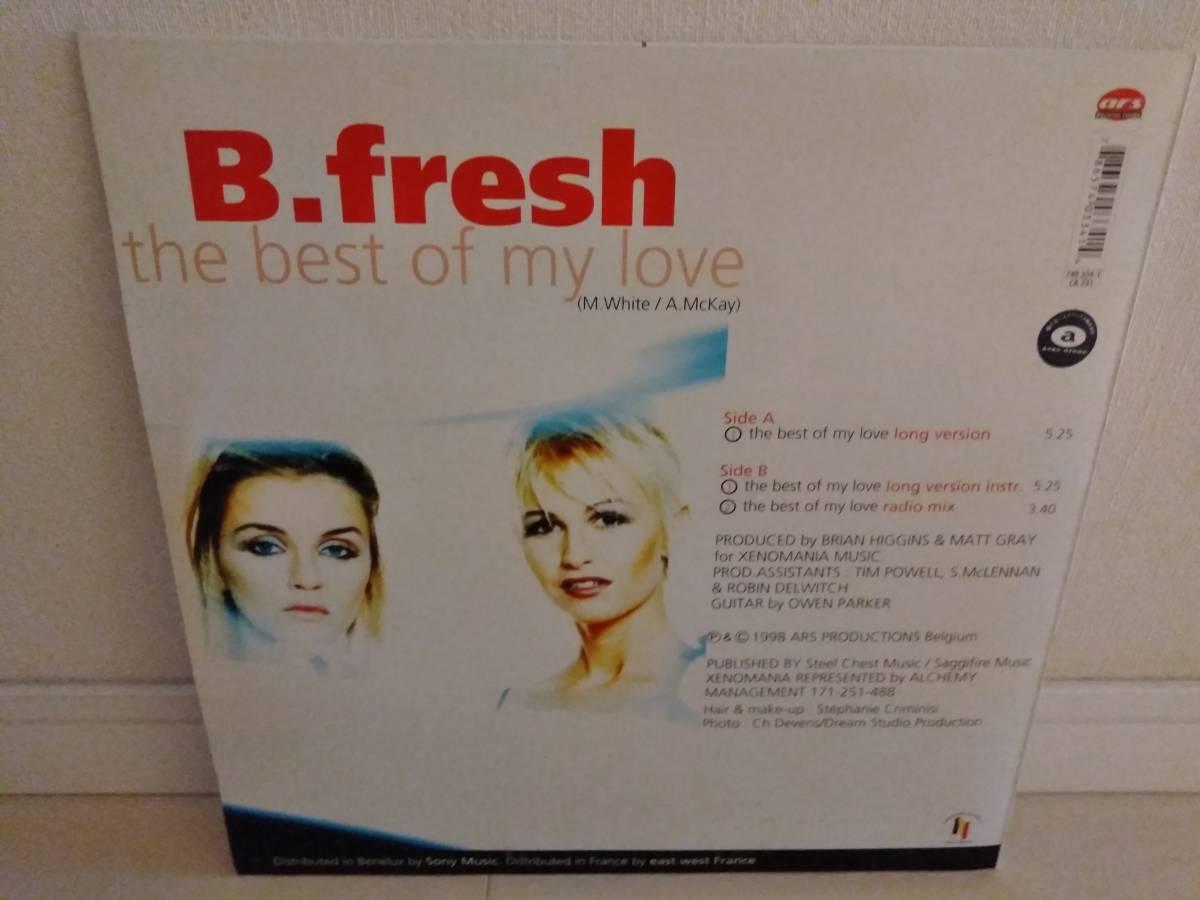 B.fresh
the best of my love
(M.White / A.McKay)
ars
Side A
1 the best of my love long version 5.25
Side B
1 the best of my love long version instr. 5.25
2 the best of my love radio mix 3.40
PRODUCED by BRIAN HIGGINS & MATT GRAY
for XENOMANIA MUSIC
PROD.ASSISTANTS : TIM POWELL, S.McLENNAN
& ROBIN DELWITCH
GUITAR by OWEN PARKER
℗ & © 1998 ARS PRODUCTIONS Belgium
PUBLISHED BY Steel Chest Music / Saggifire Music
XENOMANIA REPRESENTED by ALCHEMY
MANAGEMENT 171-251-488
Hair & make-up : Stéphanie Criminisi
Photo : Ch Devens/Dream Studio Production
Distributed in Benelux by Sony Music. Distributed in France by east west France
a